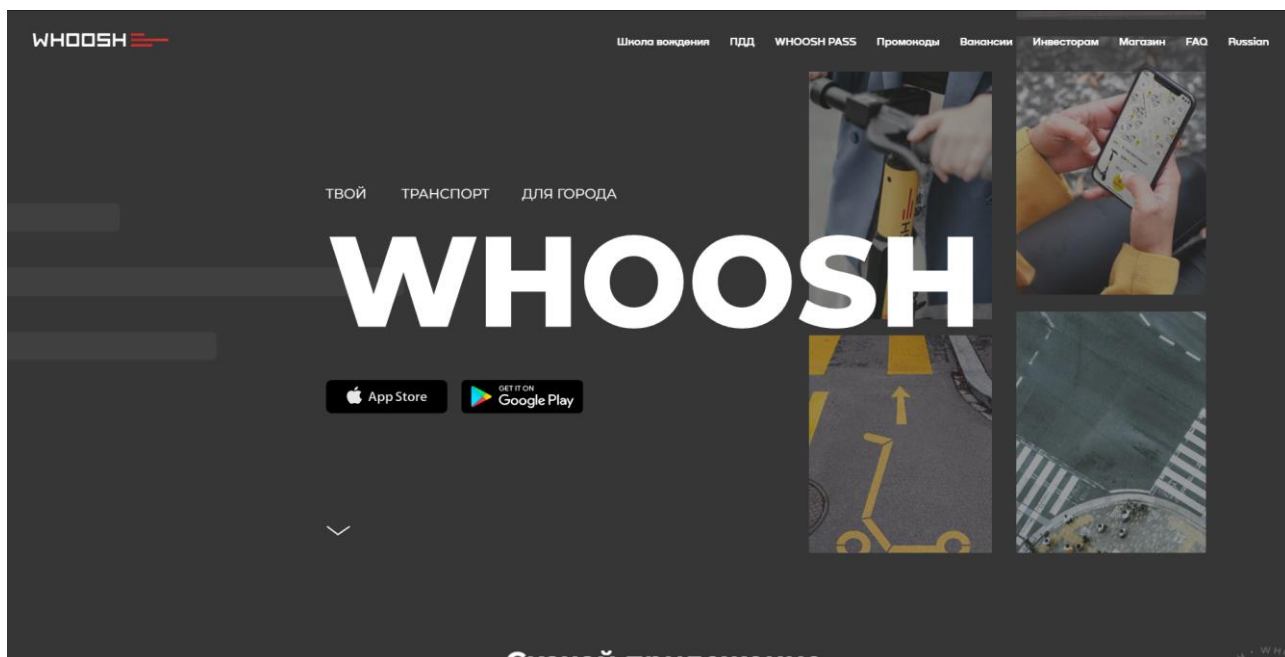 WHOOSH
Школа вождения ПДД WHOOSH PASS Промокоды Вакансии Инвесторам Магазин FAQ Russian
ТВОЙ ТРАНСПОРТ ДЛЯ ГОРОДА
WHOOSH
App Store
GET IT ON
Google Play